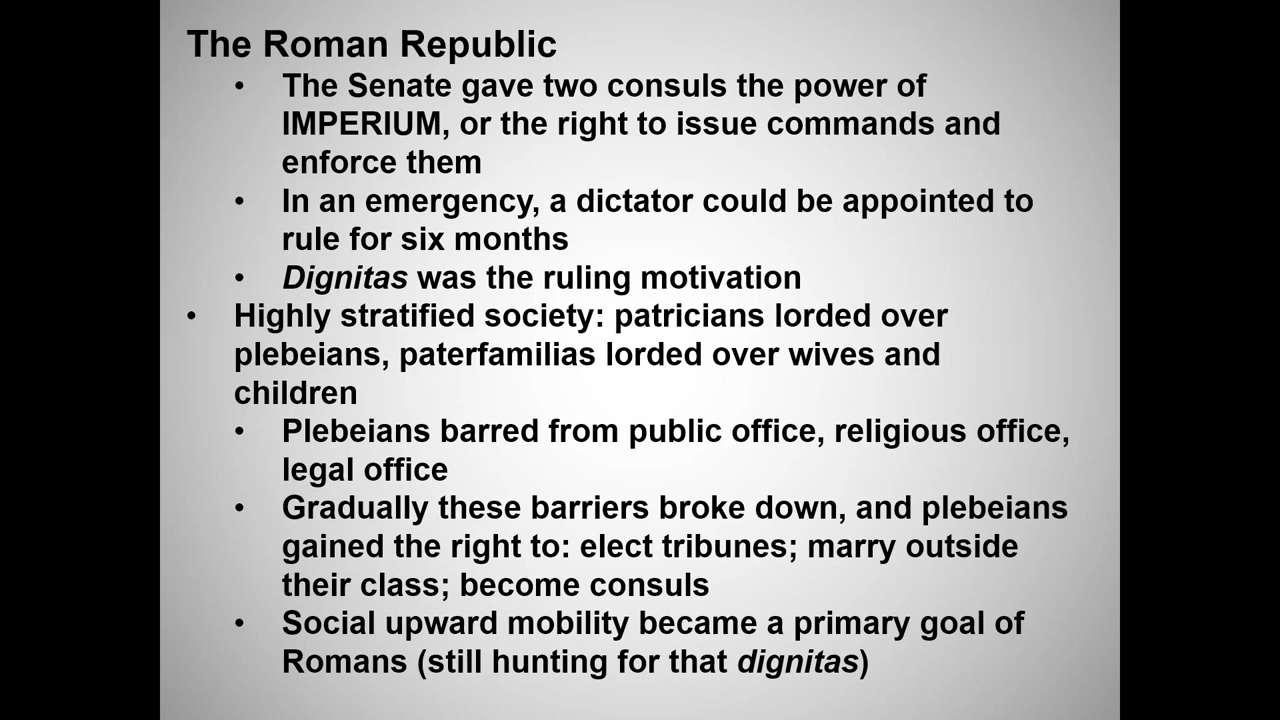 The Roman Republic
• The Senate gave two consuls the power of
IMPERIUM, or the right to issue commands and
enforce them
• In an emergency, a dictator could be appointed to
rule for six months
• Dignitas was the ruling motivation
• Highly stratified society: patricians lorded over
plebeians, paterfamilias lorded over wives and
children
• Plebeians barred from public office, religious office,
legal office
• Gradually these barriers broke down, and plebeians
gained the right to: elect tribunes; marry outside
their class; become consuls
• Social upward mobility became a primary goal of
Romans (still hunting for that dignitas)